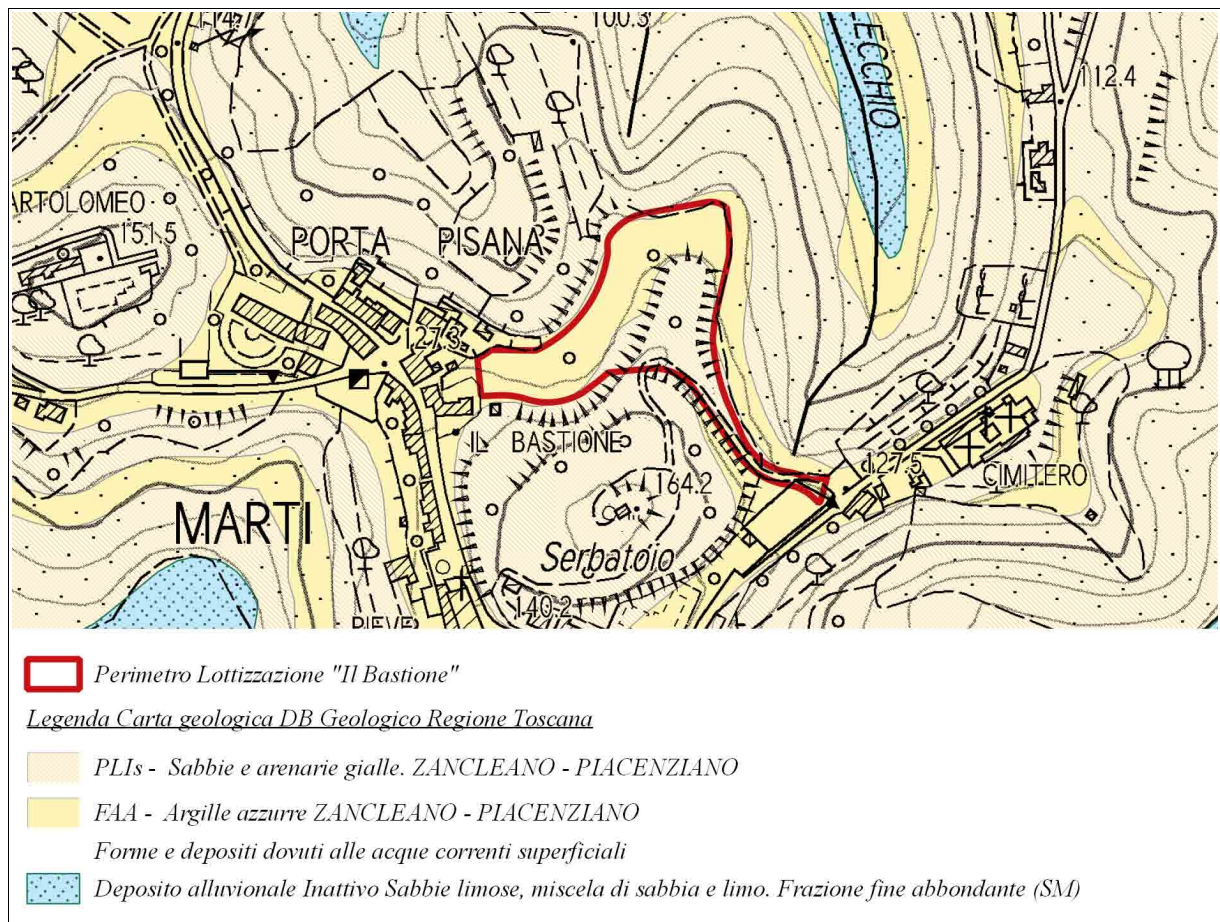 114.
100.3
ECCHIO
112.4
ARTOLOMEO
151.5
PORTA PISANA
127.3
IL BASTIONE
164.2
127.5
CIMITERO
MARTI
Serbatoio
140.2
PIEVE
Perimetro Lottizzazione "Il Bastione"
Legenda Carta geologica DB Geologico Regione Toscana
PLIs - Sabbie e arenarie gialle. ZANCLEANO - PIACENZIANO
FAA - Argille azzurre ZANCLEANO - PIACENZIANO
Forme e depositi dovuti alle acque correnti superficiali
Deposito alluvionale Inattivo Sabbie limose, miscela di sabbia e limo. Frazione fine abbondante (SM)